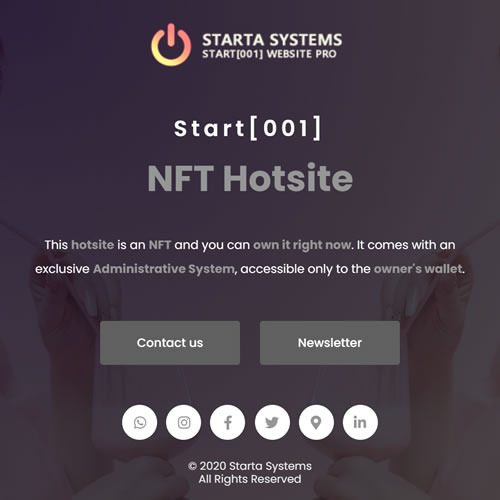 STARTA SYSTEMS
START[001] WEBSITE PRO
Start[001]
NFT Hotsite
This hotsite is an NFT and you can own it right now. It comes with an
exclusive Administrative System, accessible only to the owner's wallet.
Contact us Newsletter
© 2020 Starta Systems
All Rights Reserved